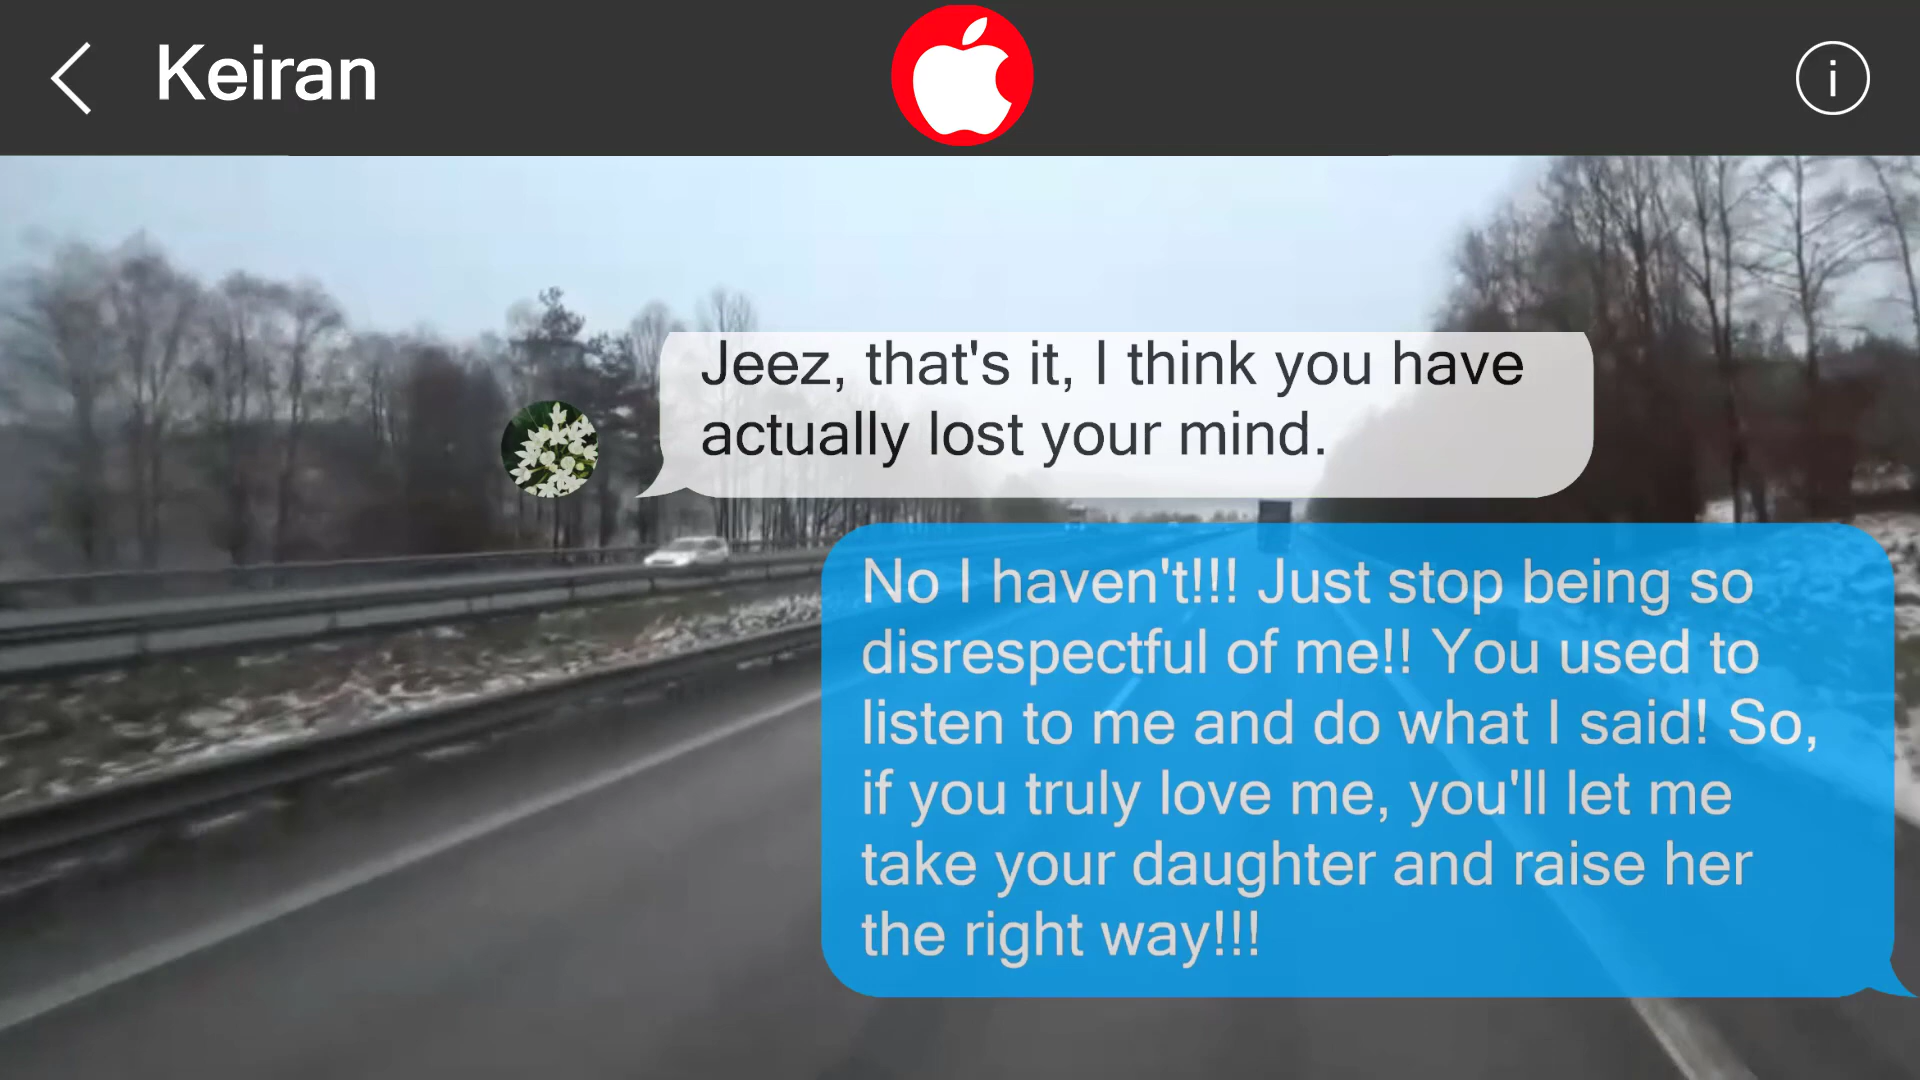 Keiran
i
Jeez, that's it, I think you have
actually lost your mind.
No I haven't!!! Just stop being so
disrespectful of me!! You used to
listen to me and do what I said! So,
if you truly love me, you'll let me
take your daughter and raise her
the right way!!!